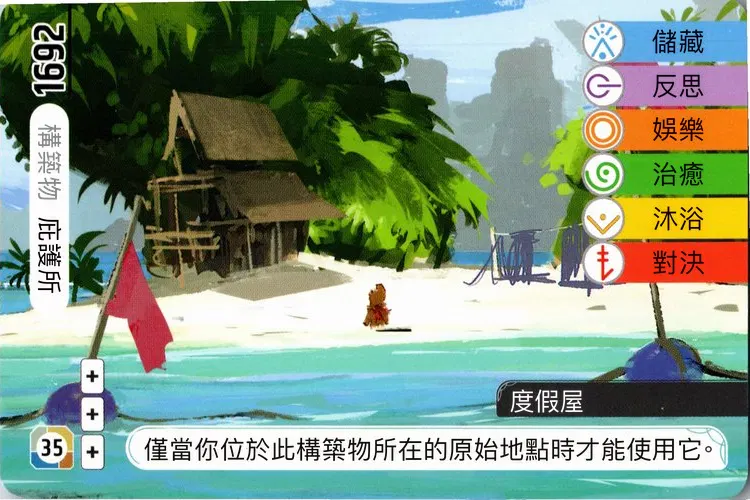 1692
構築物 庇護所
儲藏
反思
娛樂
治癒
沐浴
對決
度假屋
+
+
+
35
僅當你位於此構築物所在的原始地點時才能使用它。